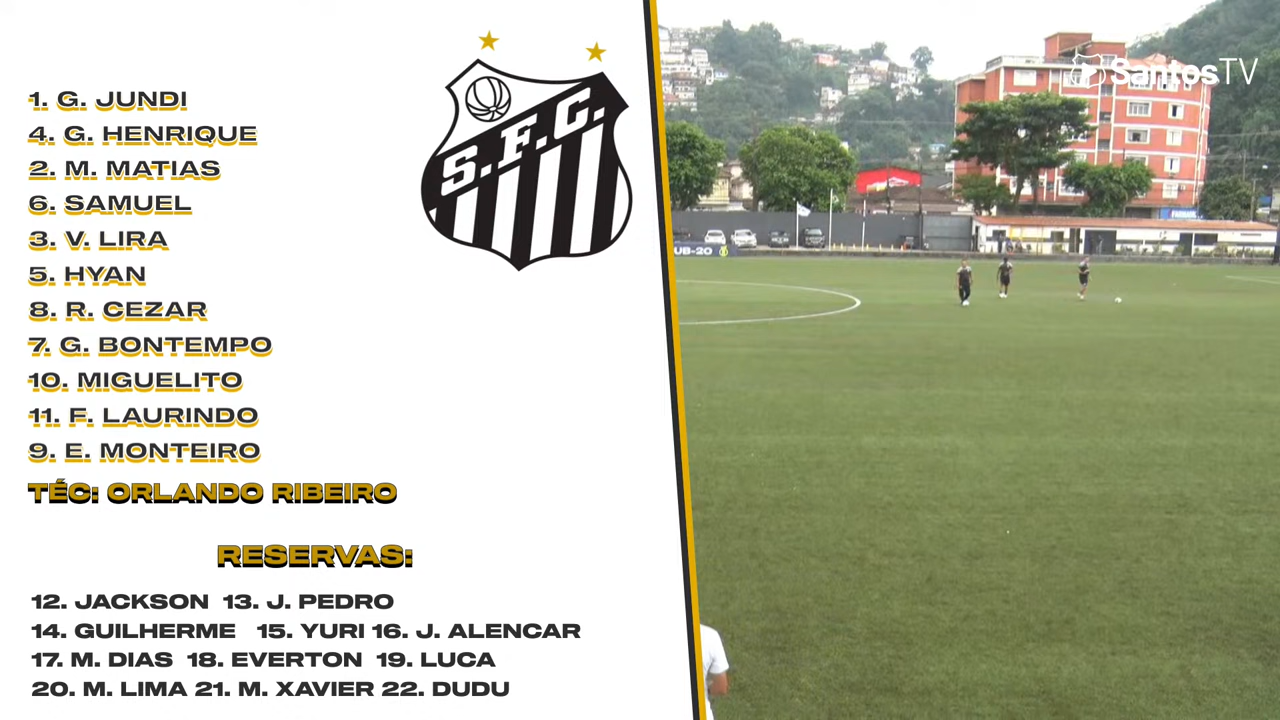 1. G. JUNDI
4. G. HENRIQUE
2. M. MATIAS
6. SAMUEL
3. V. LIRA
5. HYAN
8. R. CEZAR
7. G. BONTEMPO
10. MIGUELITO
11. F. LAURINDO
9. E. MONTEIRO
TÉC: ORLANDO RIBEIRO
RESERVAS:
12. JACKSON 13. J. PEDRO
14. GUILHERME 15. YURI 16. J. ALENCAR
17. M. DIAS 18. EVERTON 19. LUCA
20. M. LIMA 21. M. XAVIER 22. DUDU
S.F.C.
SantosTV
UB-20